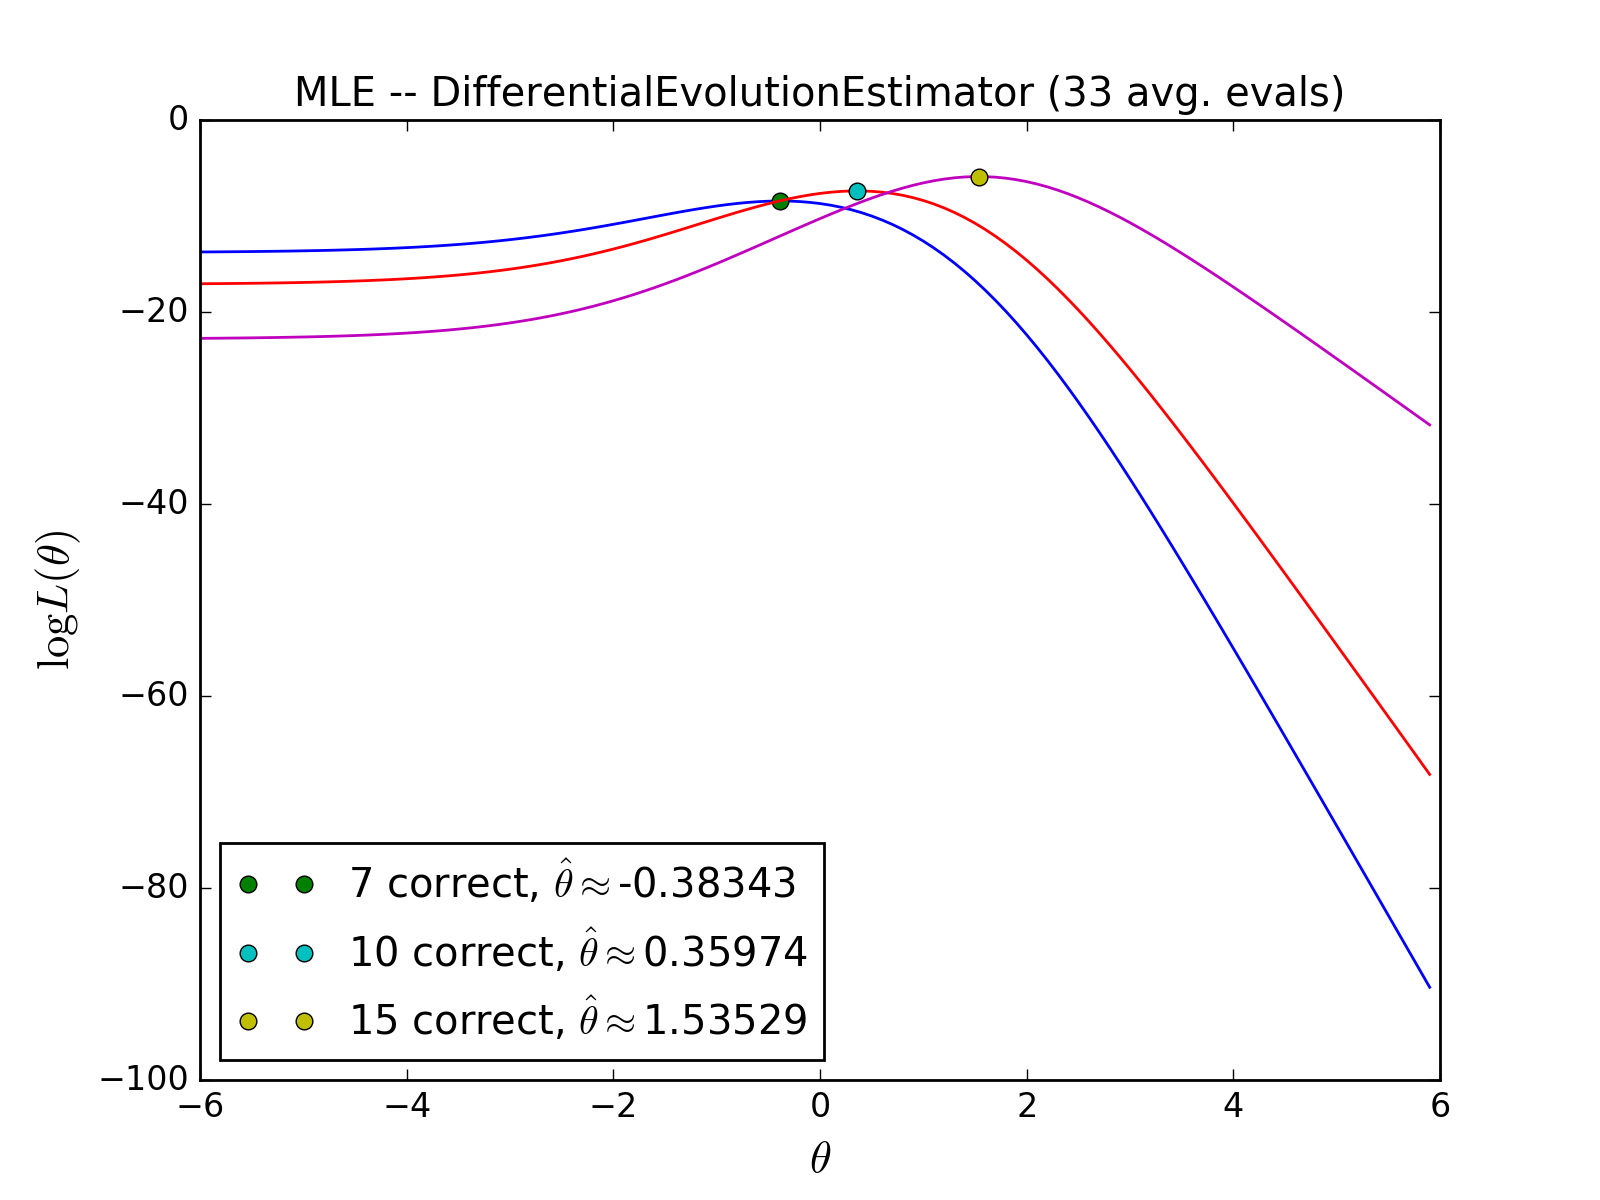 MLE -- DifferentialEvolutionEstimator (33 avg. evals)
0
−20
−40
−60
−80
−100
log L(θ)
7 correct, θ̂ ≈ -0.38343
10 correct, θ̂ ≈ 0.35974
15 correct, θ̂ ≈ 1.53529
−6 −4 −2 0 2 4 6
θ